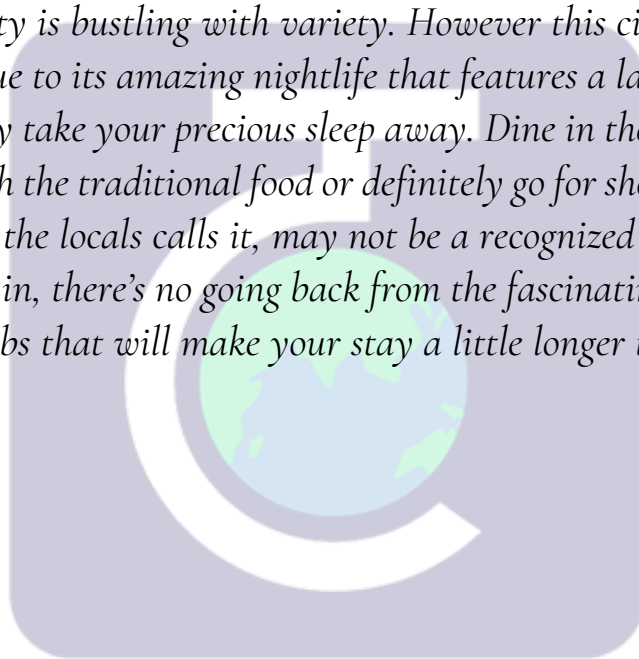 ty is bustling with variety. However this ci
ue to its amazing nightlife that features a la
y take your precious sleep away. Dine in the
h the traditional food or definitely go for sho
the locals calls it, may not be a recognized
in, there's no going back from the fascinatin
bs that will make your stay a little longer i